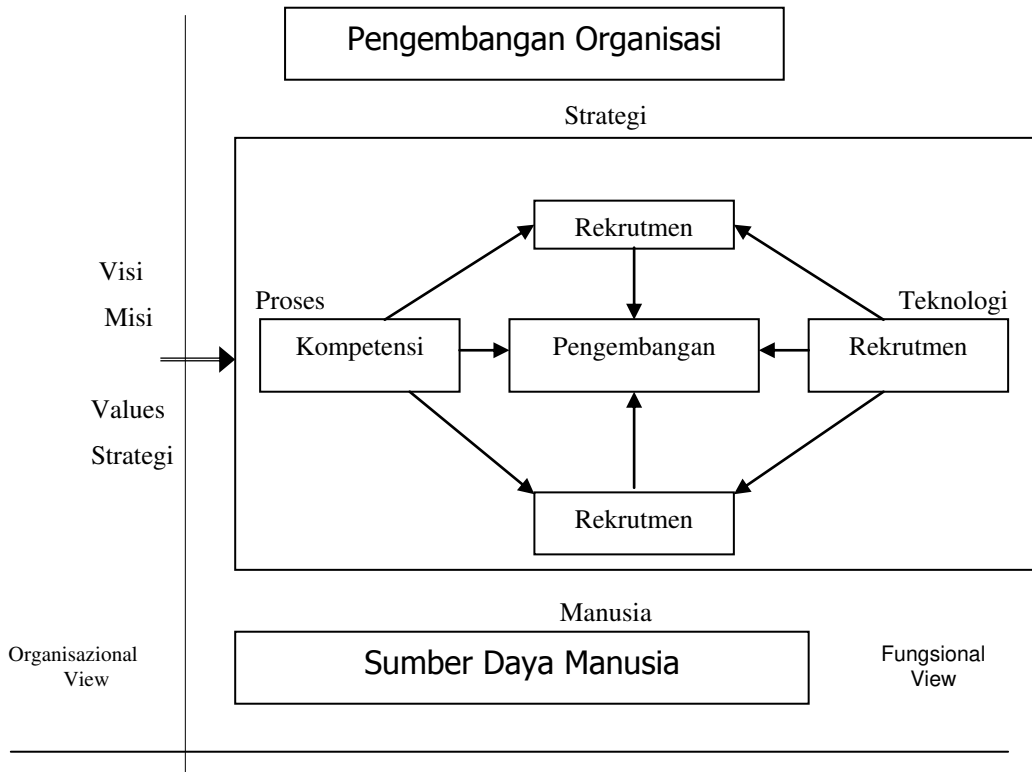 Pengembangan Organisasi
Strategi
Rekrutmen
Visi
Misi
Proses
Teknologi
Kompetensi
Pengembangan
Rekrutmen
Values
Strategi
Rekrutmen
Manusia
Sumber Daya Manusia
Organisazional
View
Fungsional
View